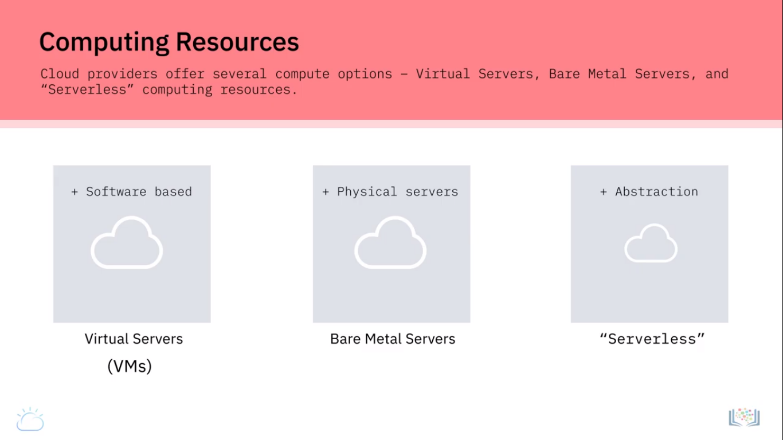 Computing Resources
Cloud providers offer several compute options – Virtual Servers, Bare Metal Servers, and
“Serverless” computing resources.
+ Software based
+ Physical servers
+ Abstraction
Virtual Servers
(VMs)
Bare Metal Servers
“Serverless”